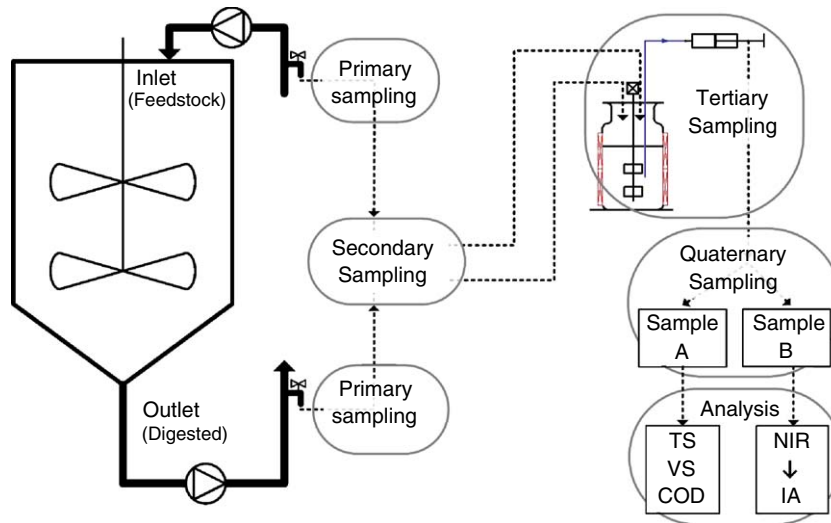 Inlet
(Feedstock)
Primary
sampling
Secondary
Sampling
Outlet
(Digested)
Primary
sampling
Tertiary
Sampling
Quaternary
Sampling
Sample
A
Sample
B
Analysis
TS
VS
COD
NIR
↓
IA